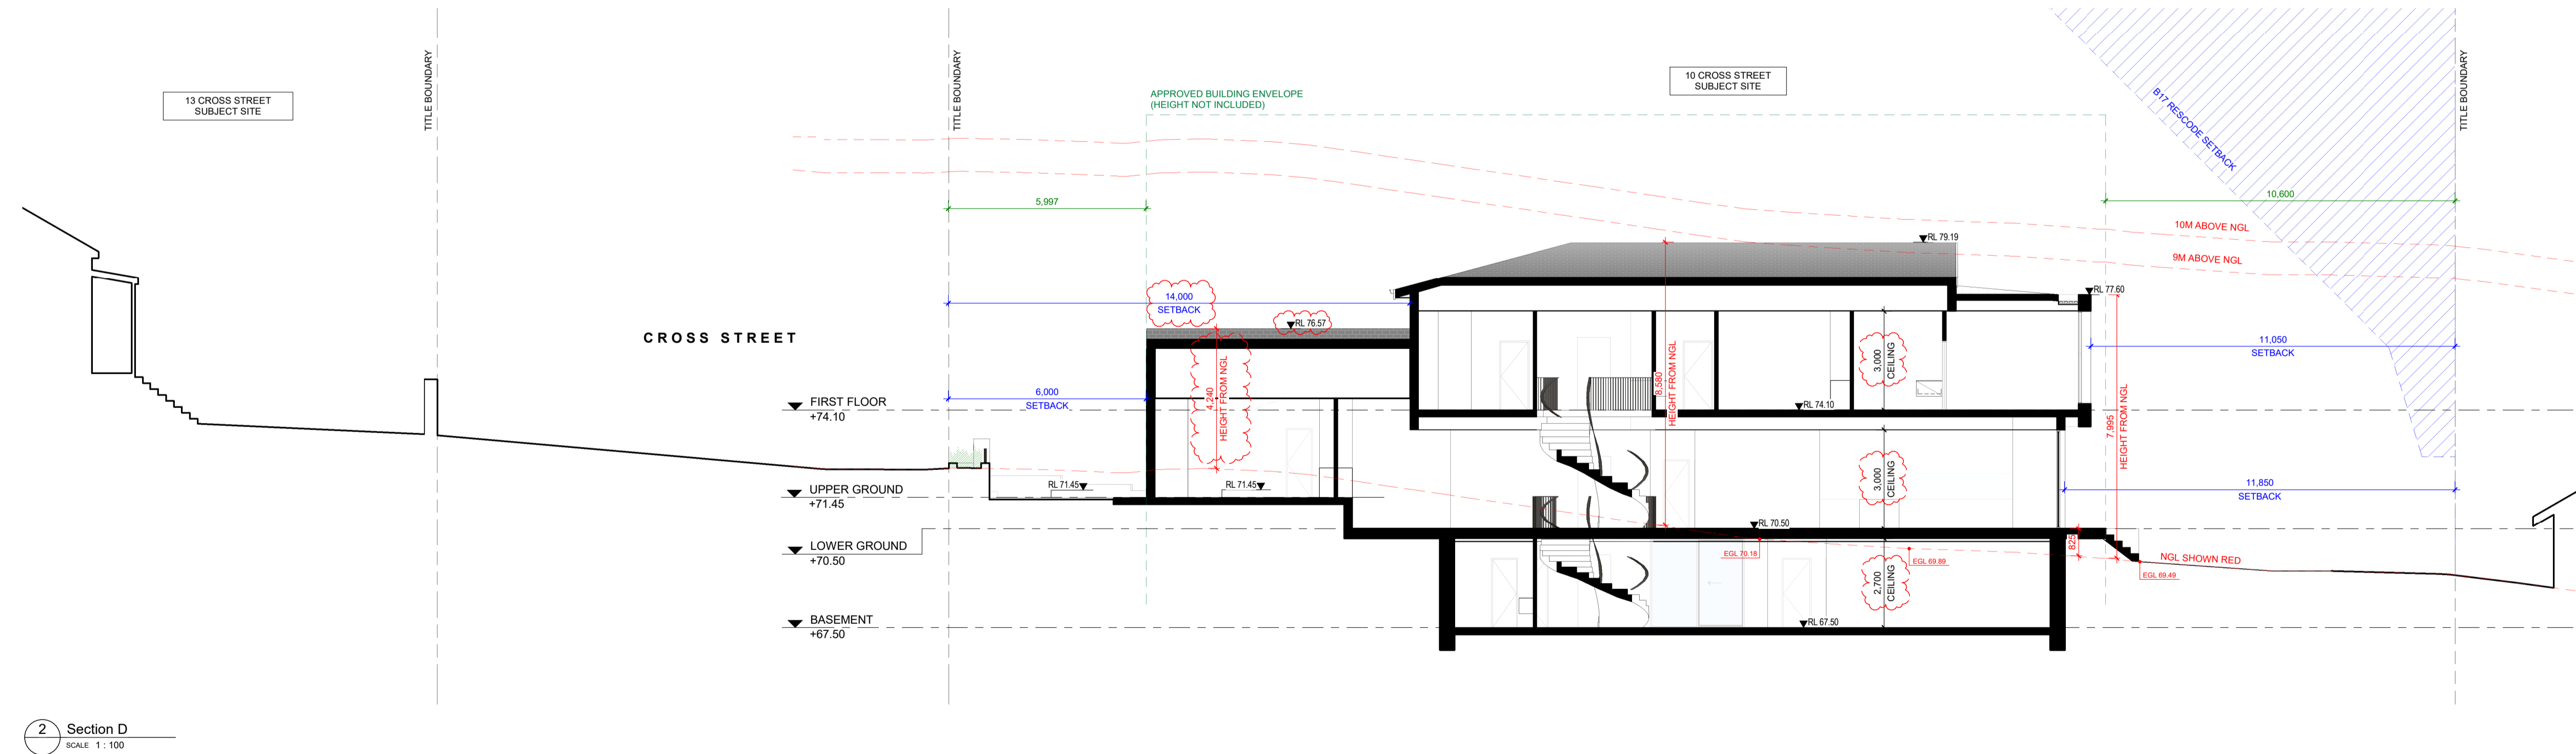 13 CROSS STREET
SUBJECT SITE
TITLE BOUNDARY
TITLE BOUNDARY
APPROVED BUILDING ENVELOPE
(HEIGHT NOT INCLUDED)
10 CROSS STREET
SUBJECT SITE
B17 RESCODE SETBACK
TITLE BOUNDARY
5,997
10,600
10M ABOVE NGL
9M ABOVE NGL
RL 79.19
RL 77.60
14,000
SETBACK
RL 76.57
CROSS STREET
4,240
HEIGHT FROM NGL
8,580
HEIGHT FROM NGL
3,000
CEILING
11,050
SETBACK
7,995
HEIGHT FROM NGL
6,000
SETBACK
FIRST FLOOR
+74.10
RL 74.10
3,000
CEILING
UPPER GROUND
+71.45
RL 71.45
RL 71.45
11,850
SETBACK
RL 70.50
825
LOWER GROUND
+70.50
EGL 70.18
EGL 69.89
NGL SHOWN RED
EGL 69.49
2,700
CEILING
BASEMENT
+67.50
RL 67.50
2
Section D
SCALE 1 : 100